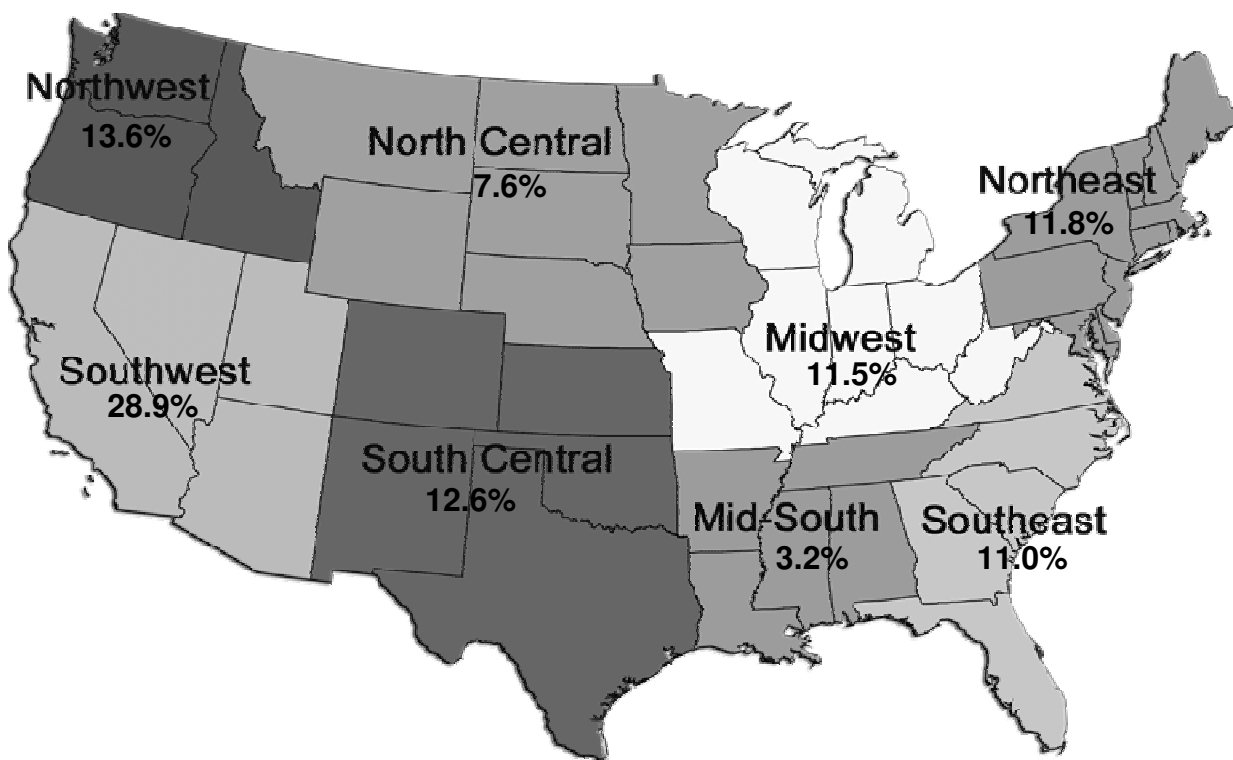 Northwest
13.6%
North Central
7.6%
Northeast
11.8%
Midwest
11.5%
Southwest
28.9%
South Central
12.6%
Mid-South
3.2%
Southeast
11.0%